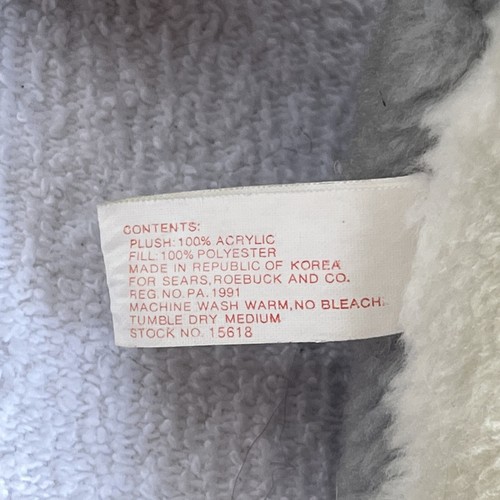 CONTENTS:
PLUSH: 100% ACRYLIC
FILL: 100% POLYESTER
MADE IN REPUBLIC OF KOREA
FOR SEARS, ROEBUCK AND CO.
REG. NO. PA. 1991
MACHINE WASH WARM, NO BLEACH.
TUMBLE DRY MEDIUM
STOCK NO. 15618